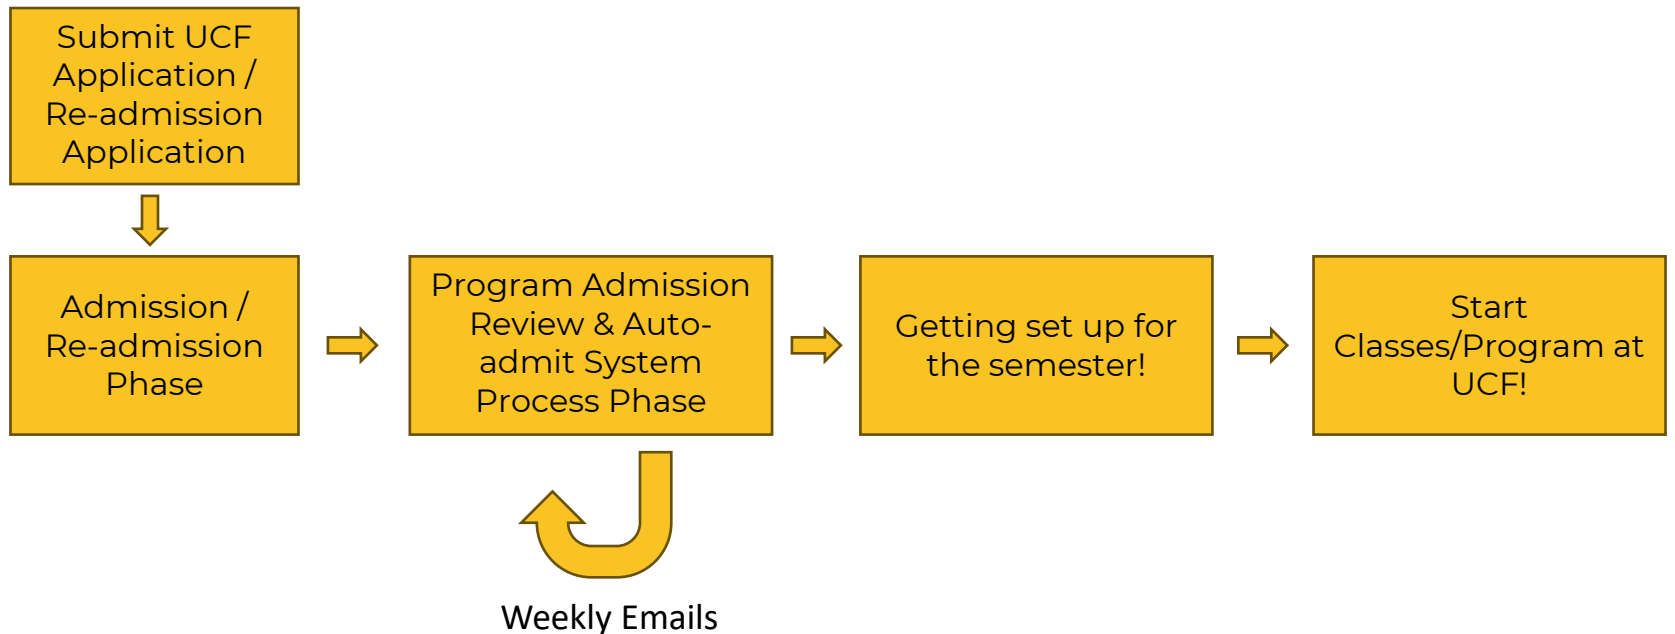 Submit UCF
Application /
Re-admission
Application
Admission /
Re-admission
Phase
Program Admission
Review & Auto-
admit System
Process Phase
Getting set up for
the semester!
Start
Classes/Program at
UCF!
Weekly Emails